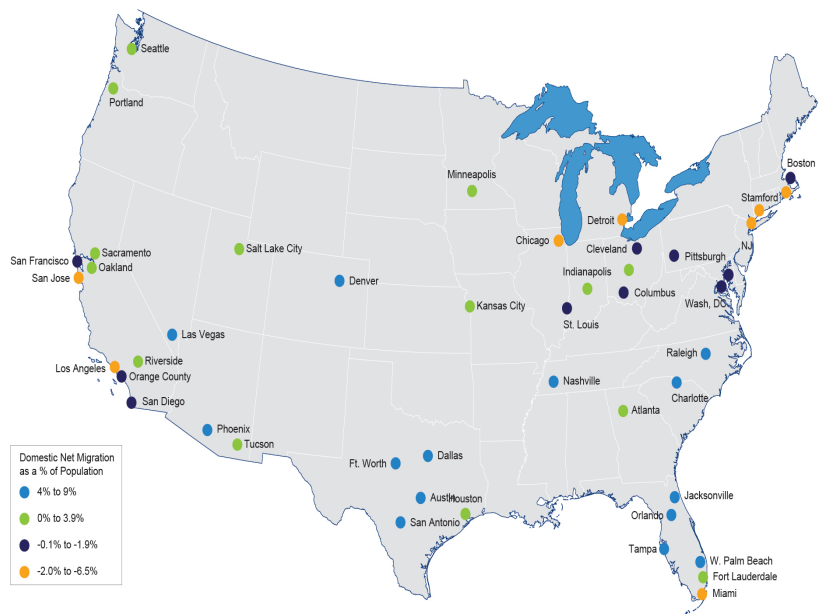 Seattle
Portland
Minneapolis
Boston
Stamford
Detroit
Chicago
Cleveland
NJ
Sacramento
Salt Lake City
San Francisco
Oakland
Pittsburgh
San Jose
Indianapolis
Denver
Columbus
Wash, DC
Kansas City
St. Louis
Las Vegas
Raleigh
Riverside
Los Angeles
Orange County
Nashville
Charlotte
San Diego
Atlanta
Phoenix
Tucson
Dallas
Ft. Worth
Austin
Houston
Jacksonville
San Antonio
Orlando
Tampa
W. Palm Beach
Fort Lauderdale
Miami
Domestic Net Migration
as a % of Population
4% to 9%
0% to 3.9%
-0.1% to -1.9%
-2.0% to -6.5%